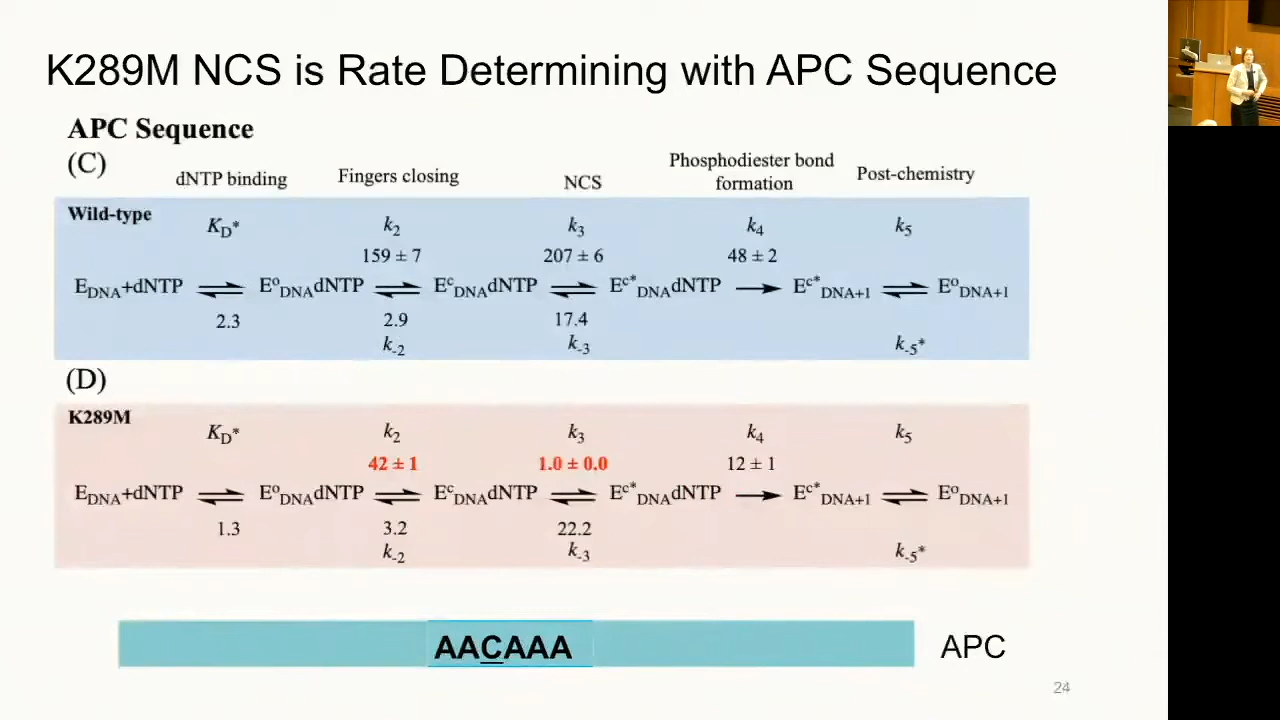 K289M NCS is Rate Determining with APC Sequence
APC Sequence
(C)
dNTP binding
Fingers closing
NCS
Phosphodiester bond
formation
Post-chemistry
Wild-type
K_D* k_2 k_3 k_4 k_5
159 ± 7 207 ± 6 48 ± 2
E_DNA+dNTP ⇌ E^o_DNAdNTP ⇌ E^c_DNAdNTP ⇌ E^c*_DNAdNTP → E^c*_DNA+1 ⇌ E^o_DNA+1
2.3 2.9 17.4
k_-2 k_-3 k_-5*
(D)
K289M
K_D* k_2 k_3 k_4 k_5
42 ± 1 1.0 ± 0.0 12 ± 1
E_DNA+dNTP ⇌ E^o_DNAdNTP ⇌ E^c_DNAdNTP ⇌ E^c*_DNAdNTP → E^c*_DNA+1 ⇌ E^o_DNA+1
1.3 3.2 22.2
k_-2 k_-3 k_-5*
AACAAA APC
24